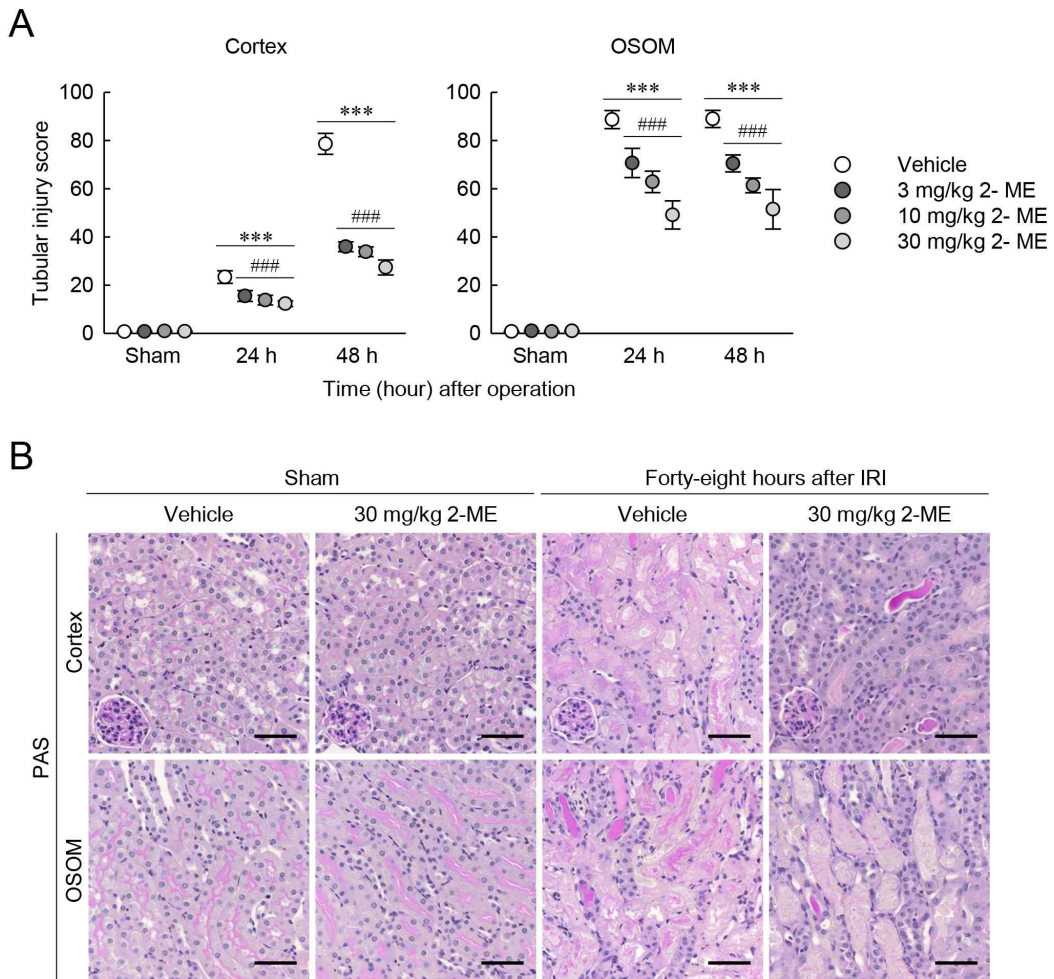 A
Cortex
OSOM
Tubular injury score
100
80
60
40
20
0
***
###
***
###
Sham
24 h
48 h
100
80
60
40
20
0
***
###
***
###
Sham
24 h
48 h
Time (hour) after operation
Vehicle
3 mg/kg 2- ME
10 mg/kg 2- ME
30 mg/kg 2- ME
B
Sham
Forty-eight hours after IRI
Vehicle
30 mg/kg 2-ME
Vehicle
30 mg/kg 2-ME
PAS
Cortex
OSOM